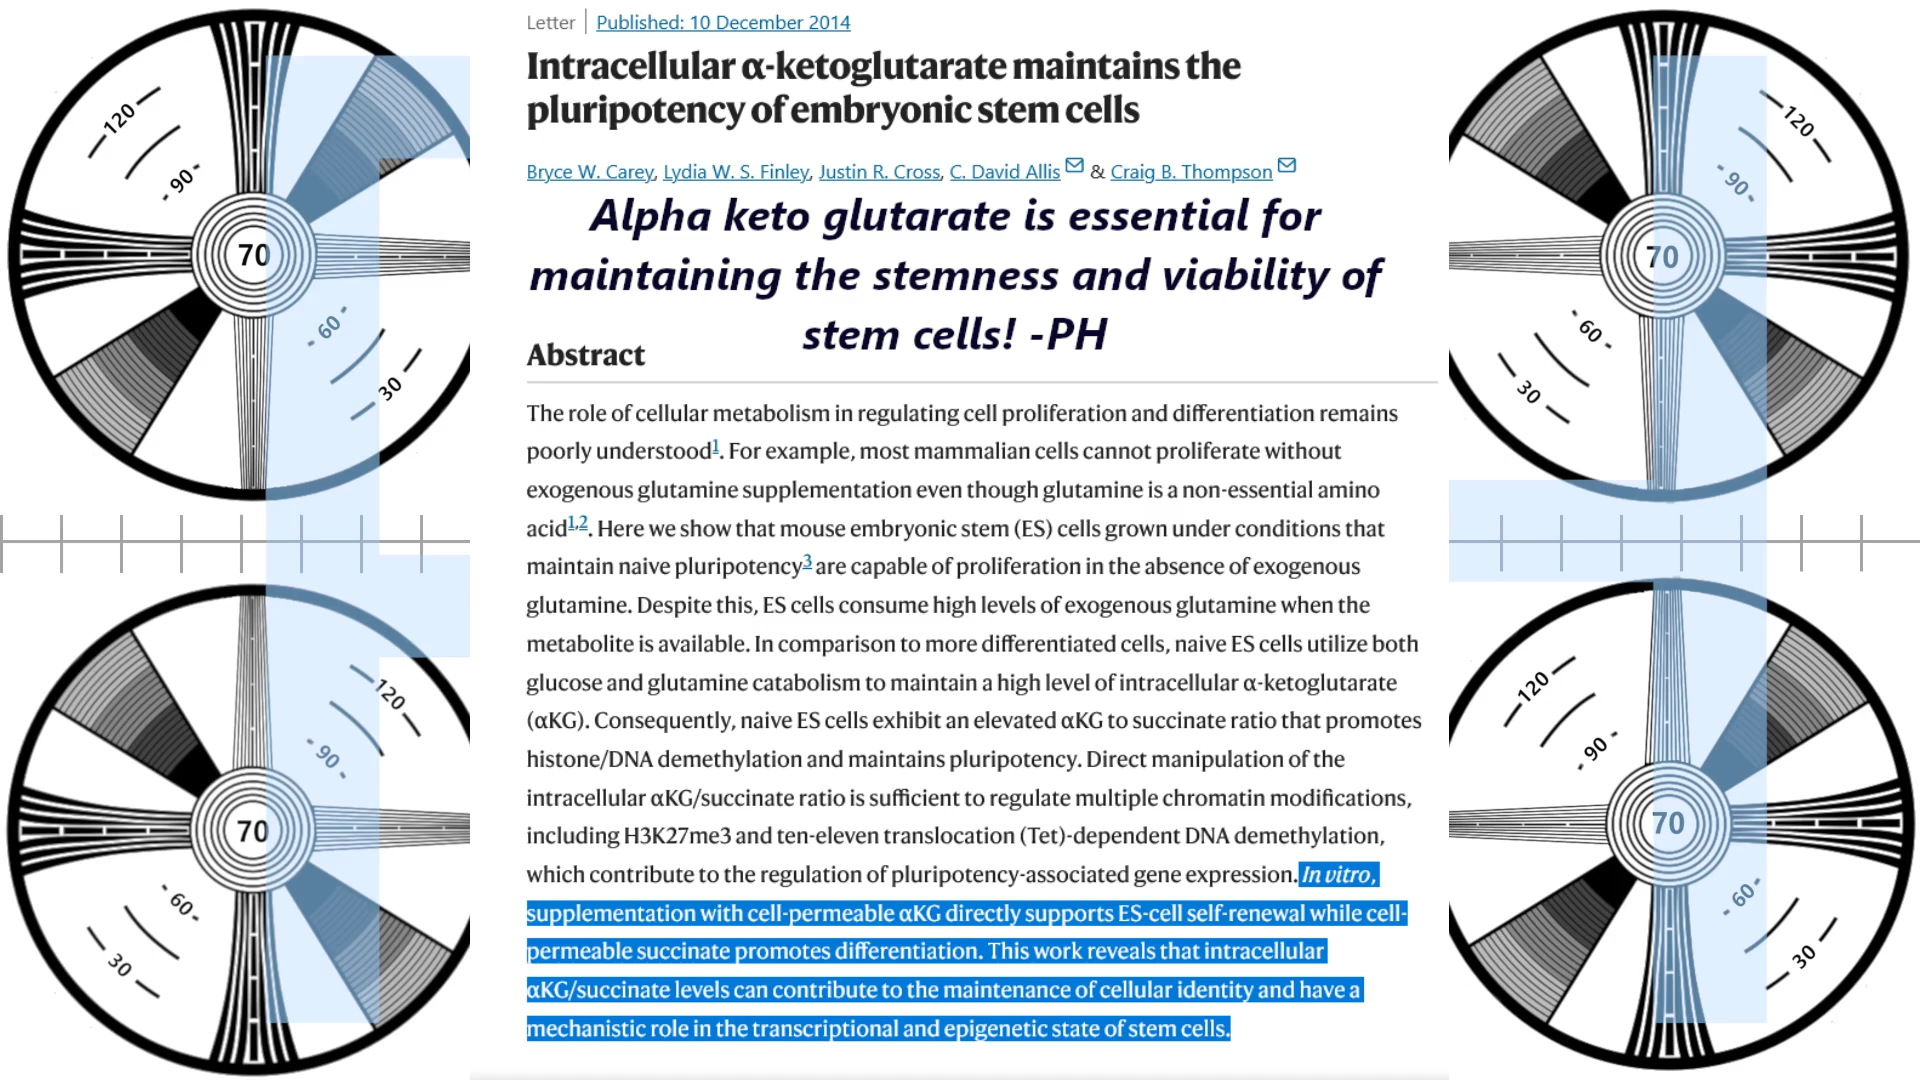 Letter | Published: 10 December 2014
Intracellular α-ketoglutarate maintains the
pluripotency of embryonic stem cells
Bryce W. Carey, Lydia W. S. Finley, Justin R. Cross, C. David Allis & Craig B. Thompson
Alpha keto glutarate is essential for
maintaining the stemness and viability of
stem cells! -PH
Abstract
The role of cellular metabolism in regulating cell proliferation and differentiation remains
poorly understood1. For example, most mammalian cells cannot proliferate without
exogenous glutamine supplementation even though glutamine is a non-essential amino
acid1,2. Here we show that mouse embryonic stem (ES) cells grown under conditions that
maintain naive pluripotency3 are capable of proliferation in the absence of exogenous
glutamine. Despite this, ES cells consume high levels of exogenous glutamine when the
metabolite is available. In comparison to more differentiated cells, naive ES cells utilize both
glucose and glutamine catabolism to maintain a high level of intracellular α-ketoglutarate
(αKG). Consequently, naive ES cells exhibit an elevated αKG to succinate ratio that promotes
histone/DNA demethylation and maintains pluripotency. Direct manipulation of the
intracellular αKG/succinate ratio is sufficient to regulate multiple chromatin modifications,
including H3K27me3 and ten-eleven translocation (Tet)-dependent DNA demethylation,
which contribute to the regulation of pluripotency-associated gene expression. In vitro,
supplementation with cell-permeable αKG directly supports ES-cell self-renewal while cell-
permeable succinate promotes differentiation. This work reveals that intracellular
αKG/succinate levels can contribute to the maintenance of cellular identity and have a
mechanistic role in the transcriptional and epigenetic state of stem cells.
120
- 90 -
70
- 60 -
30
120
- 90 -
70
- 60 -
30
120
- 90 -
70
- 60 -
30
120
- 90 -
70
- 60 -
30